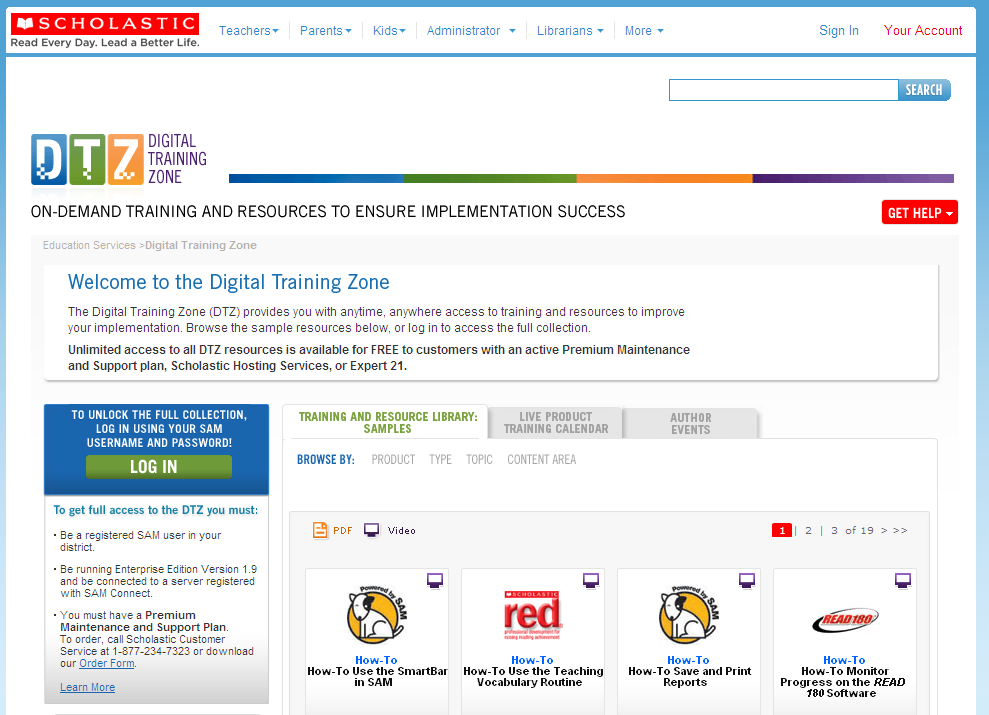 SCHOLASTIC
Read Every Day. Lead a Better Life.
Teachers Parents Kids Administrator Librarians More Sign In Your Account
SEARCH
DTZ
DIGITAL
TRAINING
ZONE
ON-DEMAND TRAINING AND RESOURCES TO ENSURE IMPLEMENTATION SUCCESS
GET HELP
Education Services >Digital Training Zone
Welcome to the Digital Training Zone
The Digital Training Zone (DTZ) provides you with anytime, anywhere access to training and resources to improve
your implementation. Browse the sample resources below, or log in to access the full collection.
Unlimited access to all DTZ resources is available for FREE to customers with an active Premium Maintenance
and Support plan, Scholastic Hosting Services, or Expert 21.
TO UNLOCK THE FULL COLLECTION,
LOG IN USING YOUR SAM
USERNAME AND PASSWORD!
LOG IN
To get full access to the DTZ you must:
• Be a registered SAM user in your
district.
• Be running Enterprise Edition Version 1.9
and be connected to a server registered
with SAM Connect.
• You must have a Premium
Maintenance and Support Plan.
To order, call Scholastic Customer
Service at 1-877-234-7323 or download
our Order Form.
Learn More
TRAINING AND RESOURCE LIBRARY:
SAMPLES
LIVE PRODUCT
TRAINING CALENDAR
AUTHOR
EVENTS
BROWSE BY: PRODUCT TYPE TOPIC CONTENT AREA
PDF Video
1 | 2 | 3 of 19 > >>
Powered by SAM
How-To
How-To Use the SmartBar
in SAM
SCHOLASTIC
red
professional development for
raising reading achievement
How-To
How-To Use the Teaching
Vocabulary Routine
Powered by SAM
How-To
How-To Save and Print
Reports
READ 180
How-To
How-To Monitor
Progress on the READ
180 Software